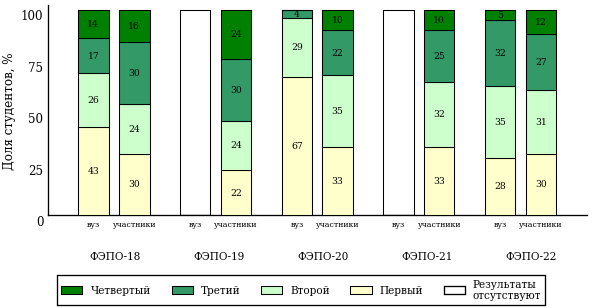 Доля студентов, %
100
75
50
25
0
14 17 26 43
16 30 24 30
24 30 24 22
4 29 67
10 22 35 33
10 25 32 33
5 32 35 28
12 27 31 30
вуз участники вуз участники вуз участники вуз участники вуз участники
ФЭПО-18 ФЭПО-19 ФЭПО-20 ФЭПО-21 ФЭПО-22
Четвертый Третий Второй Первый Результаты
отсутствуют